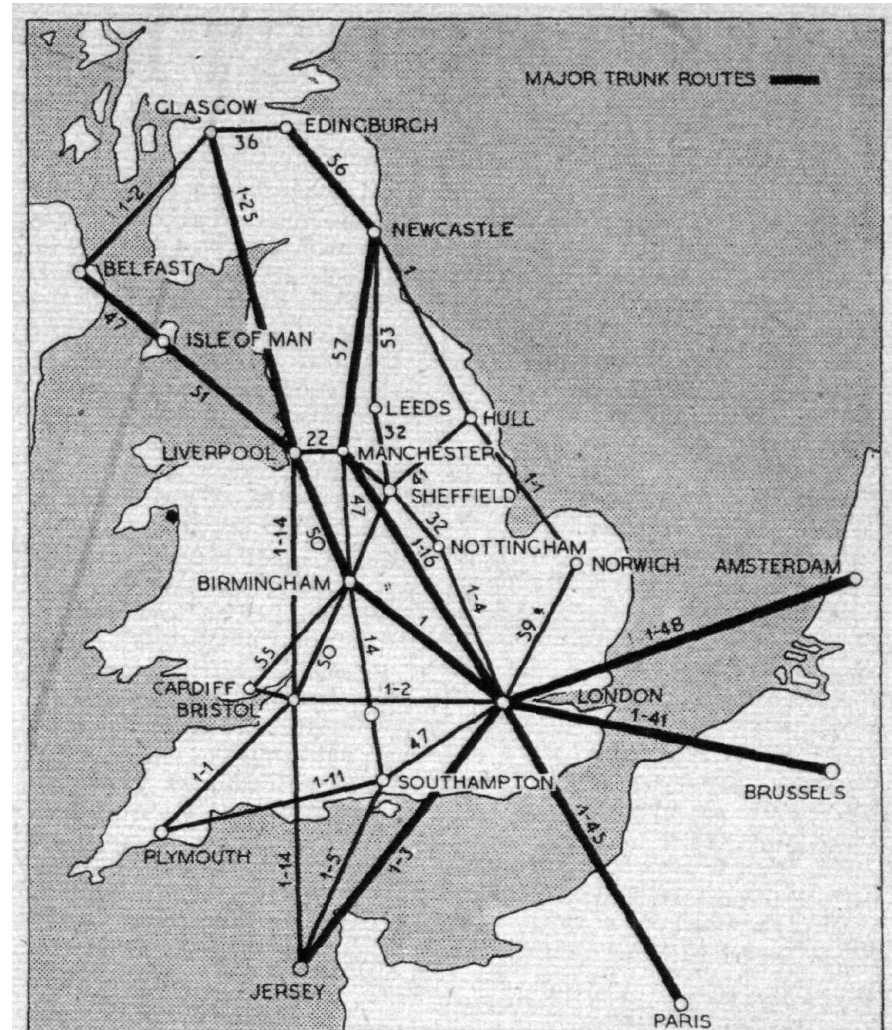 MAJOR TRUNK ROUTES
GLASGOW
EDINGBURGH
36
56
1-2
1-25
NEWCASTLE
BELFAST
1
47
ISLE OF MAN
57
53
51
LEEDS
HULL
LIVERPOOL
22
MANCHESTER
32
41
SHEFFIELD
47
1-1
1-14
50
32
1-16
NOTTINGHAM
NORWICH
AMSTERDAM
BIRMINGHAM
1
1-4
59
1-48
55
50
14
CARDIFF
BRISTOL
1-2
LONDON
1-41
47
1-1
1-11
SOUTHAMPTON
BRUSSELS
PLYMOUTH
1-14
1-5
1-3
1-45
JERSEY
PARIS